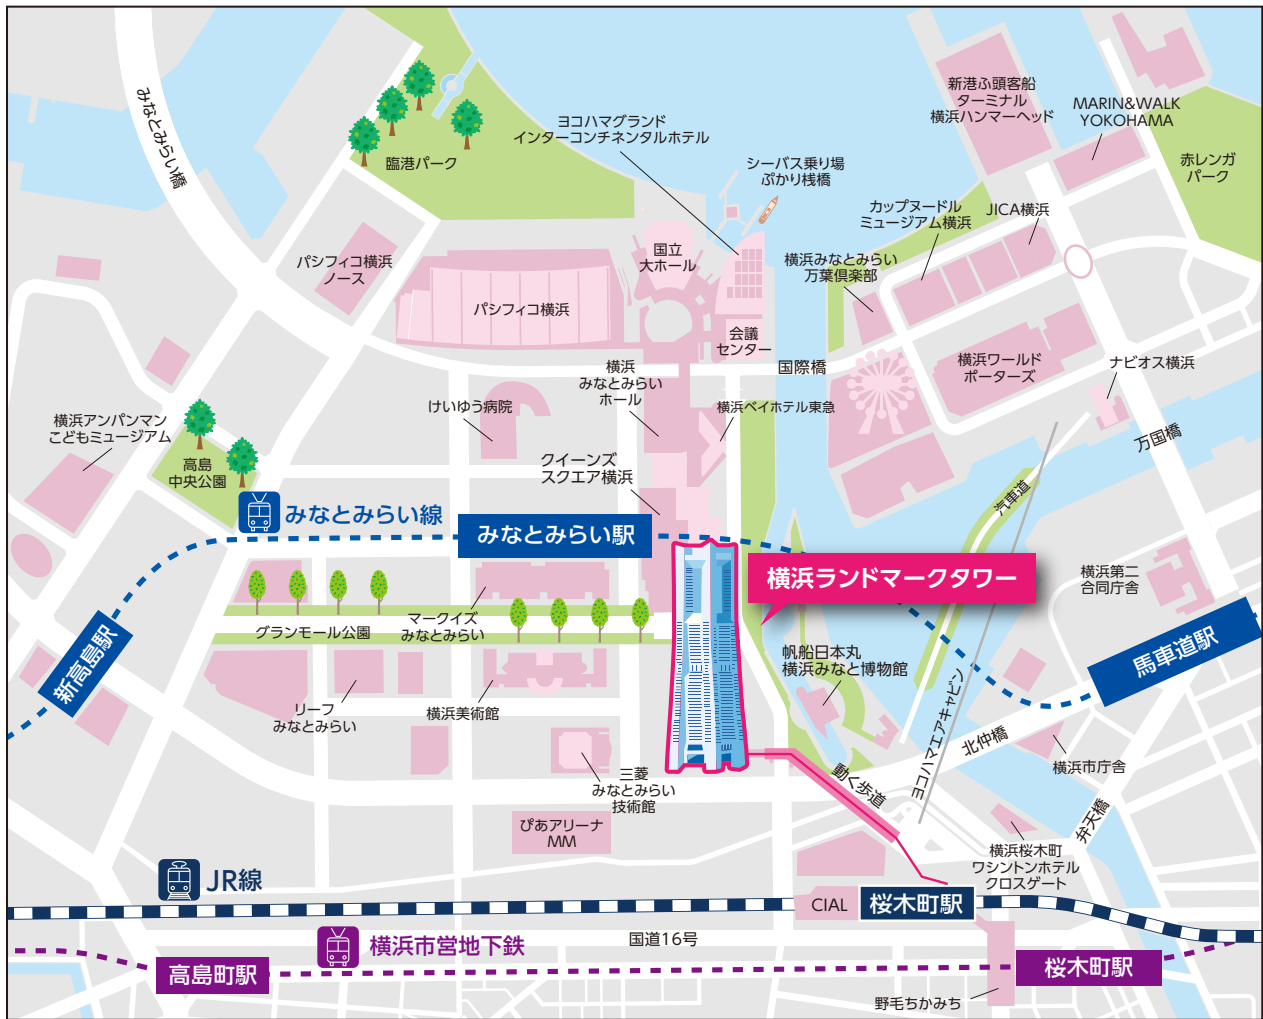 みなとみらい橋
臨港パーク
ヨコハマグランド
インターコンチネンタルホテル
シーバス乗り場
ぷかり桟橋
新港ふ頭客船
ターミナル
横浜ハンマーヘッド
MARIN&WALK
YOKOHAMA
赤レンガ
パーク
カップヌードル
ミュージアム横浜
JICA横浜
パシフィコ横浜
ノース
国立
大ホール
横浜みなとみらい
万葉倶楽部
パシフィコ横浜
会議
センター
国際橋
横浜ワールド
ポーターズ
ナビオス横浜
万国橋
横浜
みなとみらい
ホール
けいゆう病院
横浜ベイホテル東急
横浜アンパンマン
こどもミュージアム
高島
中央公園
クイーンズ
スクエア横浜
汽車道
みなとみらい線
みなとみらい駅
横浜ランドマークタワー
横浜第二
合同庁舎
馬車道駅
新高島駅
グランモール公園
マークイズ
みなとみらい
帆船日本丸
横浜みなと博物館
リーフ
みなとみらい
横浜美術館
ヨコハマエアキャビン
北仲橋
横浜市庁舎
三菱
みなとみらい
技術館
動く歩道
弁天橋
ぴあアリーナ
MM
横浜桜木町
ワシントンホテル
クロスゲート
JR線
CIAL
桜木町駅
横浜市営地下鉄
国道16号
高島町駅
桜木町駅
野毛ちかみち